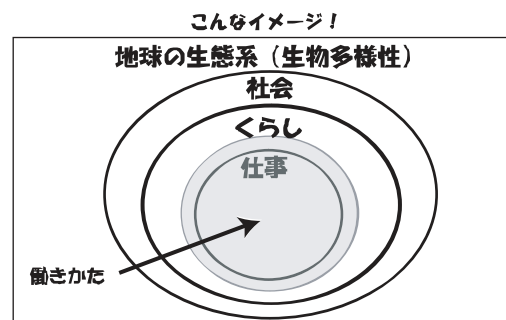 こんなイメージ！
地球の生態系（生物多様性）
社会
くらし
仕事
働きかた